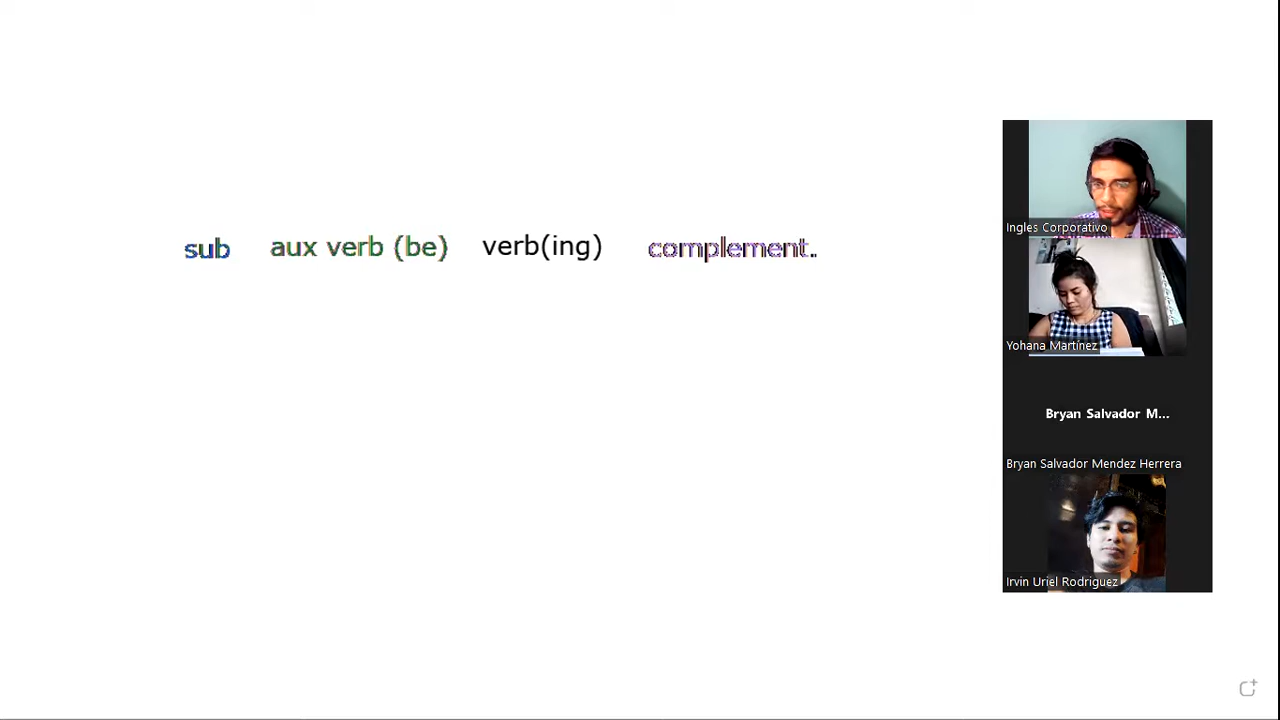 sub aux verb (be) verb(ing) complement.
Ingles Corporativo
Yohana Martínez
Bryan Salvador M...
Bryan Salvador Mendez Herrera
Irvin Uriel Rodriguez